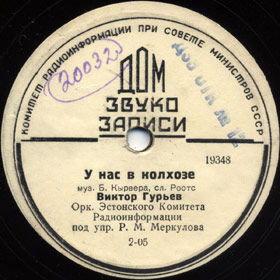 КОМИТЕТ РАДИОИНФОРМАЦИИ ПРИ СОВЕТЕ МИНИСТРОВ СССР
20032
ДОМ
ЗВУКО
ЗАПИСИ
19348
У нас в колхозе
муз. Б. Кырвера, сл. Роотс
Виктор Гурьев
Орк. Эстонского Комитета
Радиоинформации
под упр. Р. М. Меркулова
2-05